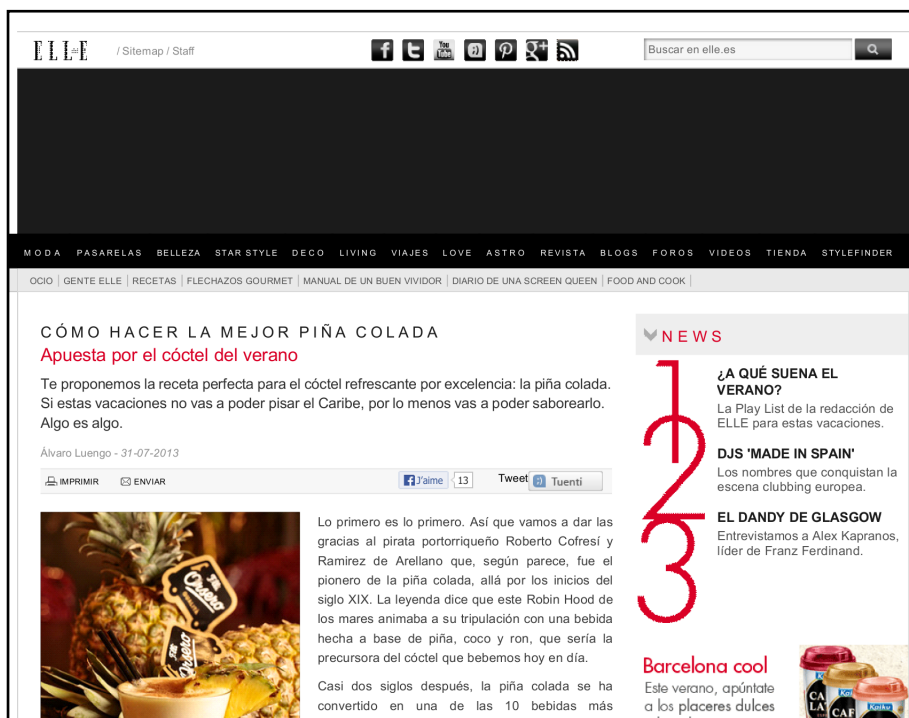 ELLE / Sitemap / Staff
Buscar en elle.es
MODA PASARELAS BELLEZA STAR STYLE DECO LIVING VIAJES LOVE ASTRO REVISTA BLOGS FOROS VIDEOS TIENDA STYLEFINDER
OCIO GENTE ELLE RECETAS FLECHAZOS GOURMET MANUAL DE UN BUEN VIVIDOR DIARIO DE UNA SCREEN QUEEN FOOD AND COOK
CÓMO HACER LA MEJOR PIÑA COLADA
Apuesta por el cóctel del verano
Te proponemos la receta perfecta para el cóctel refrescante por excelencia: la piña colada.
Si estas vacaciones no vas a poder pisar el Caribe, por lo menos vas a poder saborearlo.
Algo es algo.
Álvaro Luengo - 31-07-2013
IMPRIMIR ENVIAR J'aime 13 Tweet Tuenti
Orsero
Orsero
Lo primero es lo primero. Así que vamos a dar las
gracias al pirata portorriqueño Roberto Cofresí y
Ramirez de Arellano que, según parece, fue el
pionero de la piña colada, allá por los inicios del
siglo XIX. La leyenda dice que este Robin Hood de
los mares animaba a su tripulación con una bebida
hecha a base de piña, coco y ron, que sería la
precursora del cóctel que bebemos hoy en día.
Casi dos siglos después, la piña colada se ha
convertido en una de las 10 bebidas más
NEWS
1
¿A QUÉ SUENA EL
VERANO?
La Play List de la redacción de
ELLE para estas vacaciones.
2
DJS 'MADE IN SPAIN'
Los nombres que conquistan la
escena clubbing europea.
3
EL DANDY DE GLASGOW
Entrevistamos a Alex Kapranos,
líder de Franz Ferdinand.
Barcelona cool
Este verano, apúntate
a los placeres dulces
Kaiku